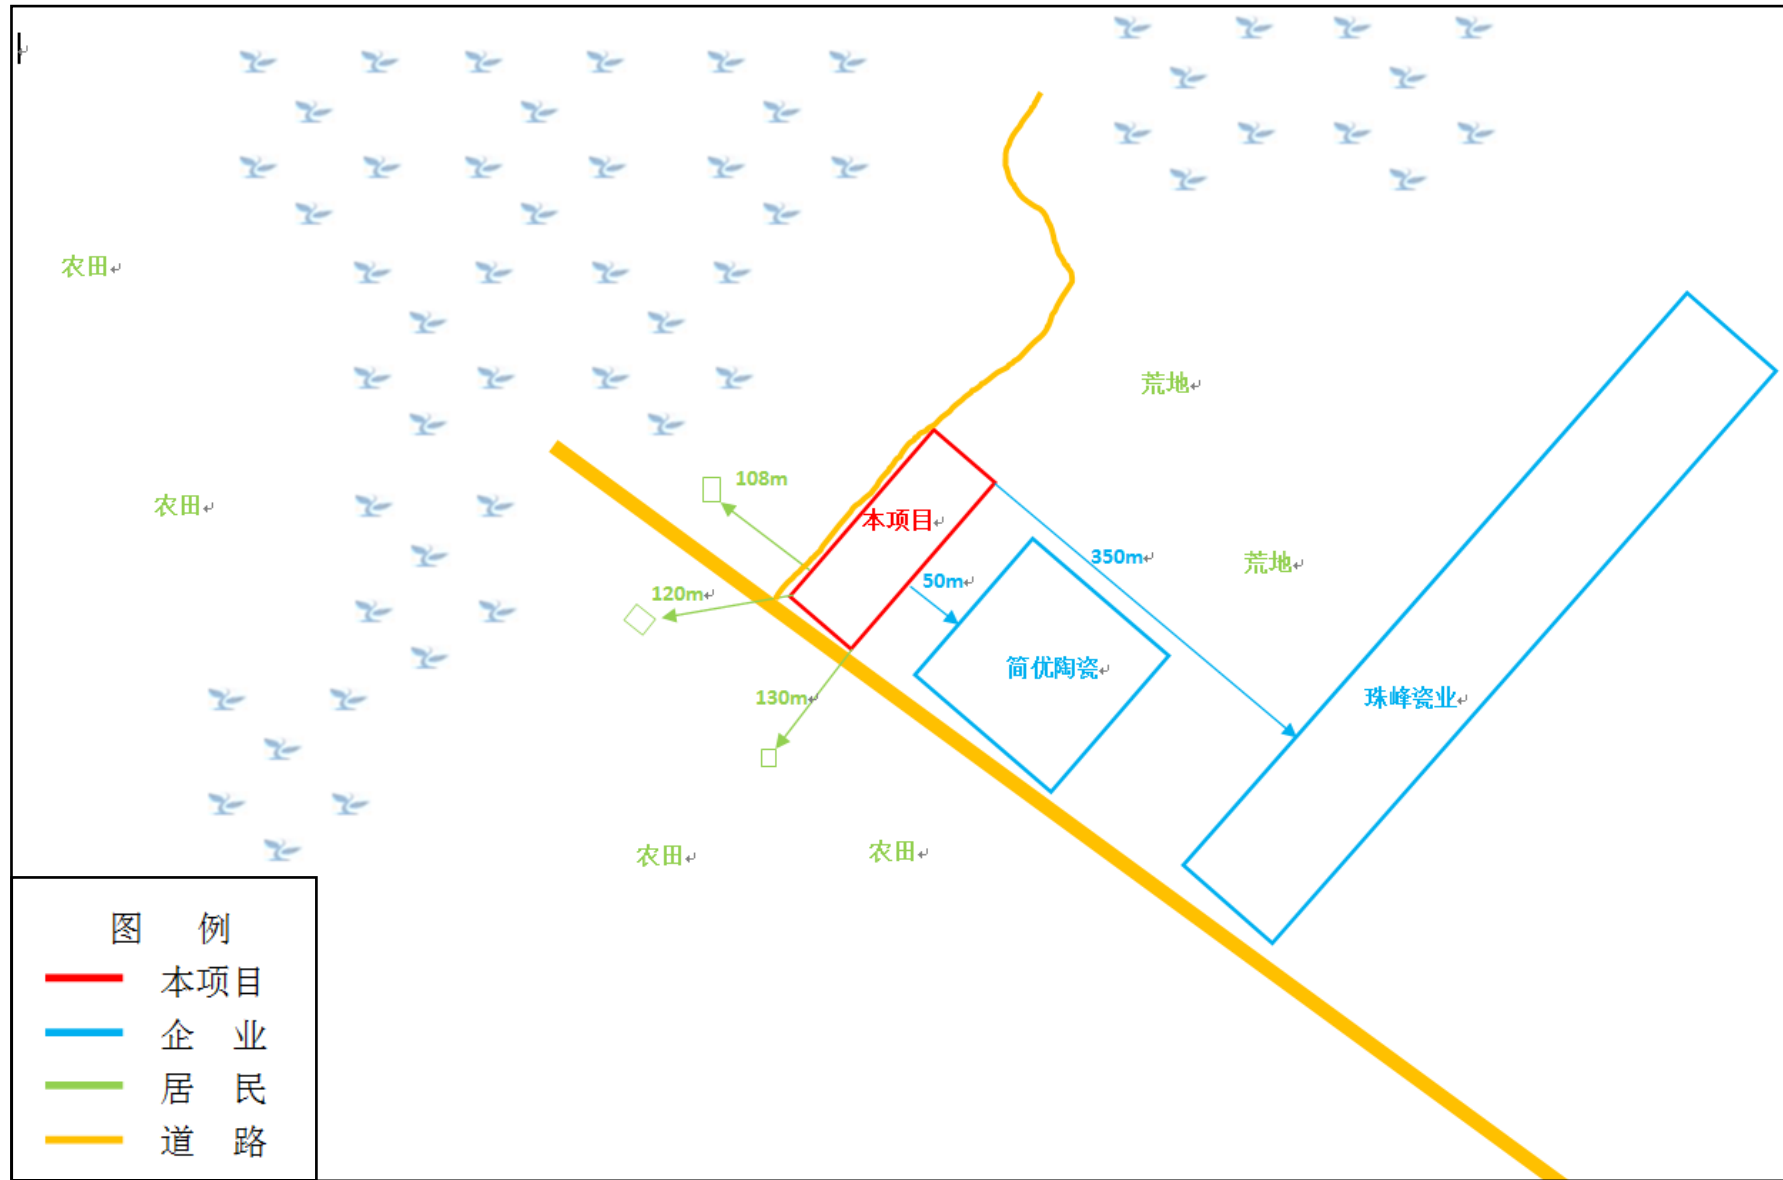 农田
荒地
108m
农田
本项目
350m
荒地
50m
120m
简优陶瓷
130m
珠峰瓷业
农田
农田
图 例
本项目
企 业
居 民
道 路